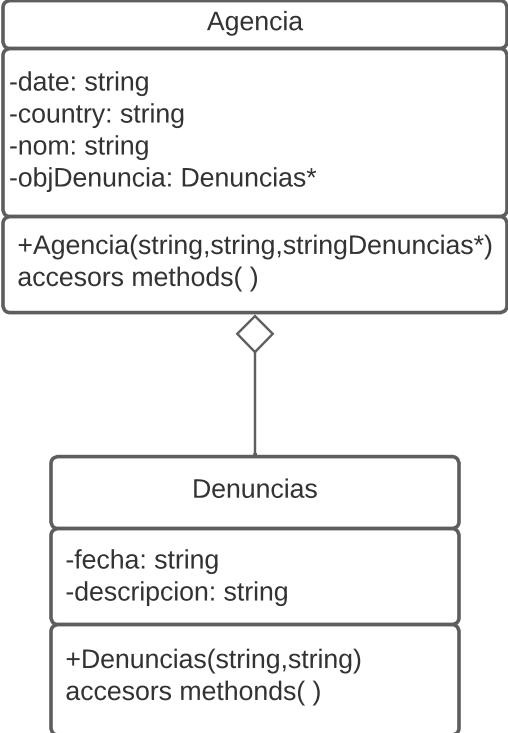 Agencia
-date: string
-country: string
-nom: string
-objDenuncia: Denuncias*
+Agencia(string,string,stringDenuncias*)
accesors methods( )
Denuncias
-fecha: string
-descripcion: string
+Denuncias(string,string)
accesors methonds( )